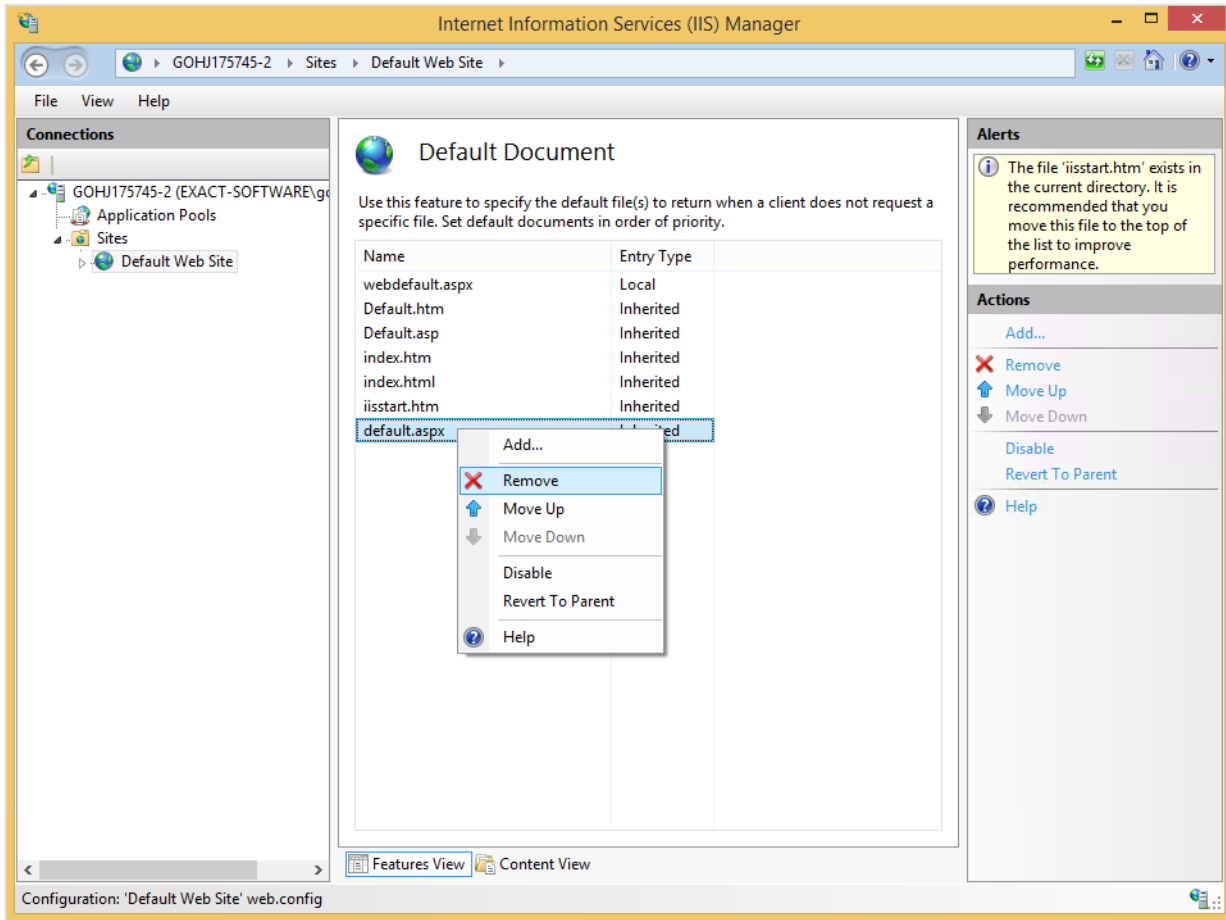 Internet Information Services (IIS) Manager
GOHJ175745-2 Sites Default Web Site
File View Help
Connections
GOHJ175745-2 (EXACT-SOFTWARE\go
Application Pools
Sites
Default Web Site
Default Document
Use this feature to specify the default file(s) to return when a client does not request a
specific file. Set default documents in order of priority.
Name Entry Type
webdefault.aspx Local
Default.htm Inherited
Default.asp Inherited
index.htm Inherited
index.html Inherited
iisstart.htm Inherited
default.aspx
Add...
Remove
Move Up
Move Down
Disable
Revert To Parent
Help
Features View Content View
Alerts
The file 'iisstart.htm' exists in
the current directory. It is
recommended that you
move this file to the top of
the list to improve
performance.
Actions
Add...
Remove
Move Up
Move Down
Disable
Revert To Parent
Help
Configuration: 'Default Web Site' web.config